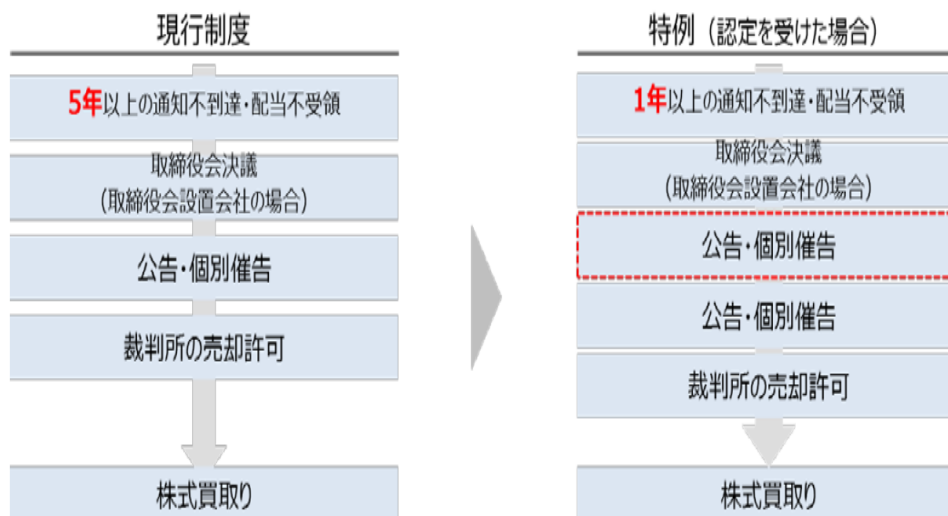 現行制度
5年以上の通知不到達・配当不受領
取締役会決議
（取締役会設置会社の場合）
公告・個別催告
裁判所の売却許可
株式買取り
特例（認定を受けた場合）
1年以上の通知不到達・配当不受領
取締役会決議
（取締役会設置会社の場合）
公告・個別催告
公告・個別催告
裁判所の売却許可
株式買取り